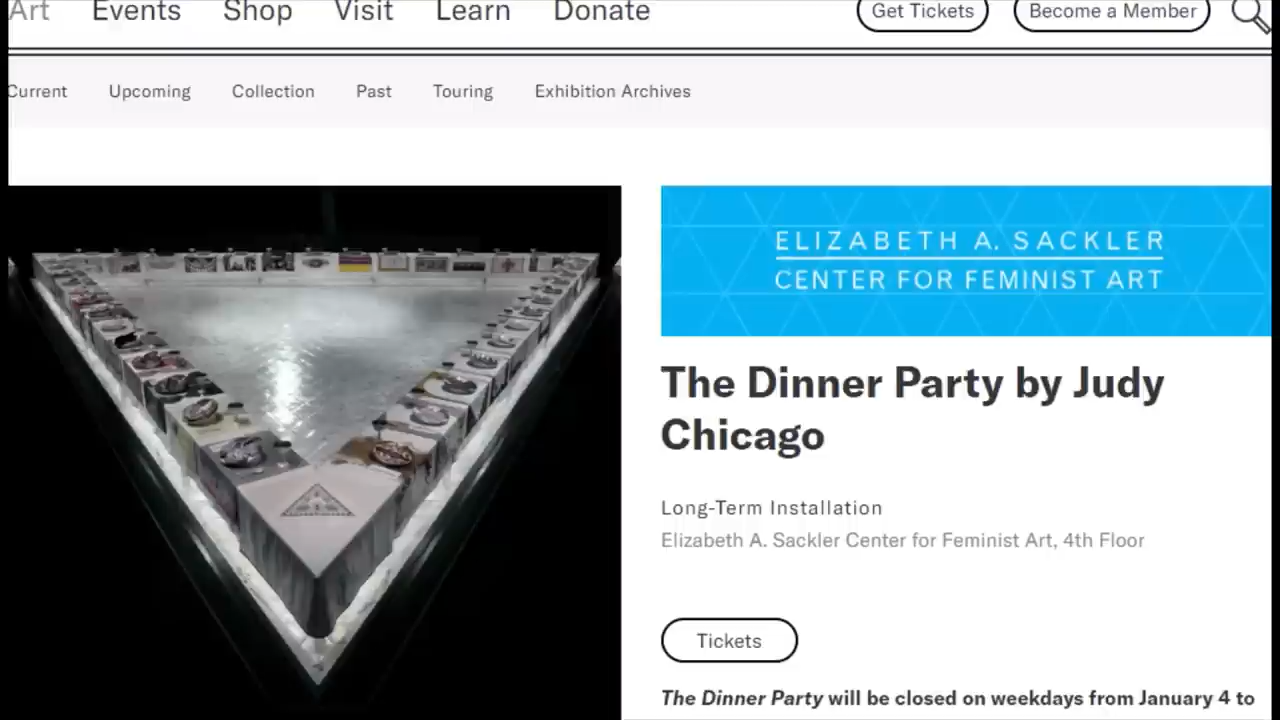 Art Events Shop Visit Learn Donate Get Tickets Become a Member
Current Upcoming Collection Past Touring Exhibition Archives
ELIZABETH A. SACKLER
CENTER FOR FEMINIST ART
The Dinner Party by Judy
Chicago
Long-Term Installation
Elizabeth A. Sackler Center for Feminist Art, 4th Floor
Tickets
The Dinner Party will be closed on weekdays from January 4 to